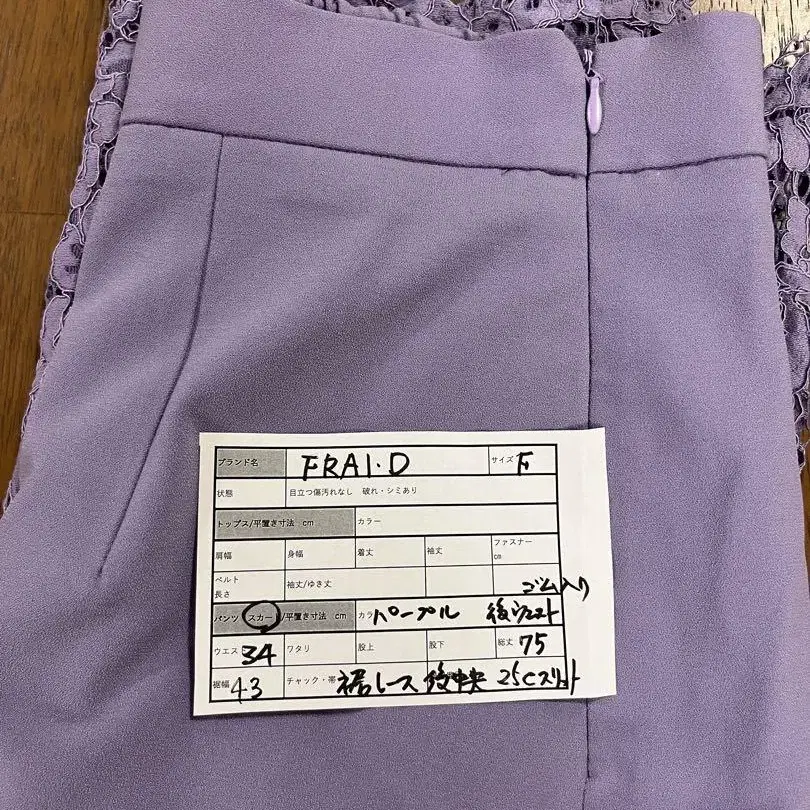 ブランド名 FRAI.D サイズ F
状態 目立つ傷汚れなし 破れ・シミあり
トップス/平置き寸法 cm カラー
肩幅 身幅 着丈 袖丈 ファスナー cm
ベルト長さ 袖丈/ゆき丈 ゴム入り
パンツ スカート/平置き寸法 cm カラー パープル 後ウェスト
ウエスト 34 ワタリ 股上 股下 総丈 75
裾幅 43 チャック・帯 裾レース 後中央 25cスリット